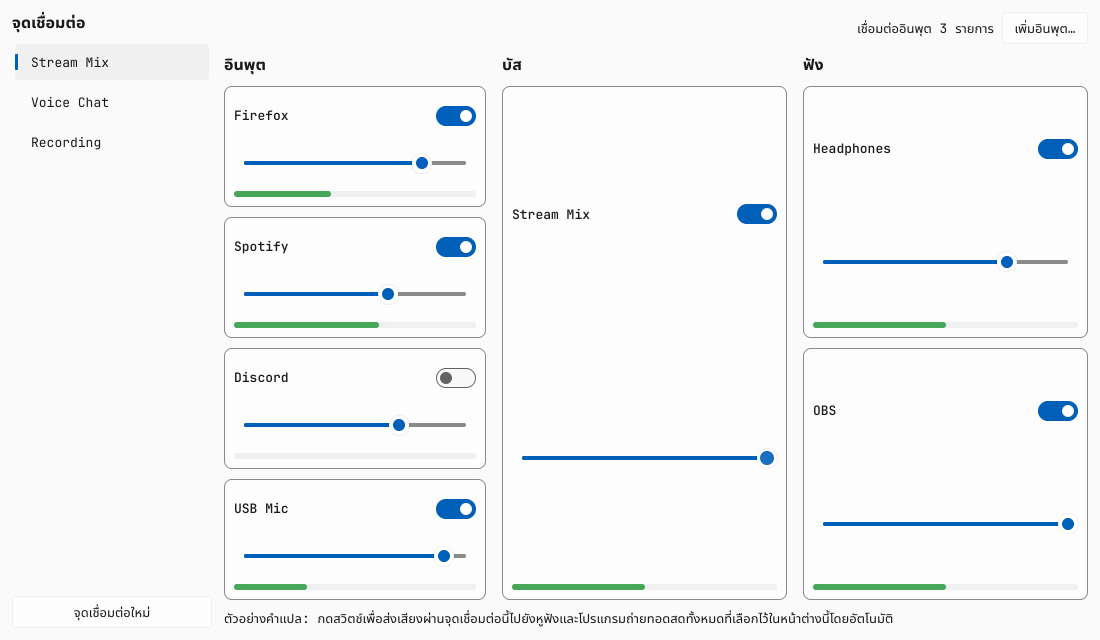 จุดเชื่อมต่อ
เชื่อมต่ออินพุต 3 รายการ
เพิ่มอินพุต…
Stream Mix
Voice Chat
Recording
จุดเชื่อมต่อใหม่
อินพุต
Firefox
Spotify
Discord
USB Mic
บัส
Stream Mix
ฟัง
Headphones
OBS
ตัวอย่างคำแปล: กดสวิตช์เพื่อส่งเสียงผ่านจุดเชื่อมต่อนี้ไปยังหูฟังและโปรแกรมถ่ายทอดสดทั้งหมดที่เลือกไว้ในหน้าต่างนี้โดยอัตโนมัติ